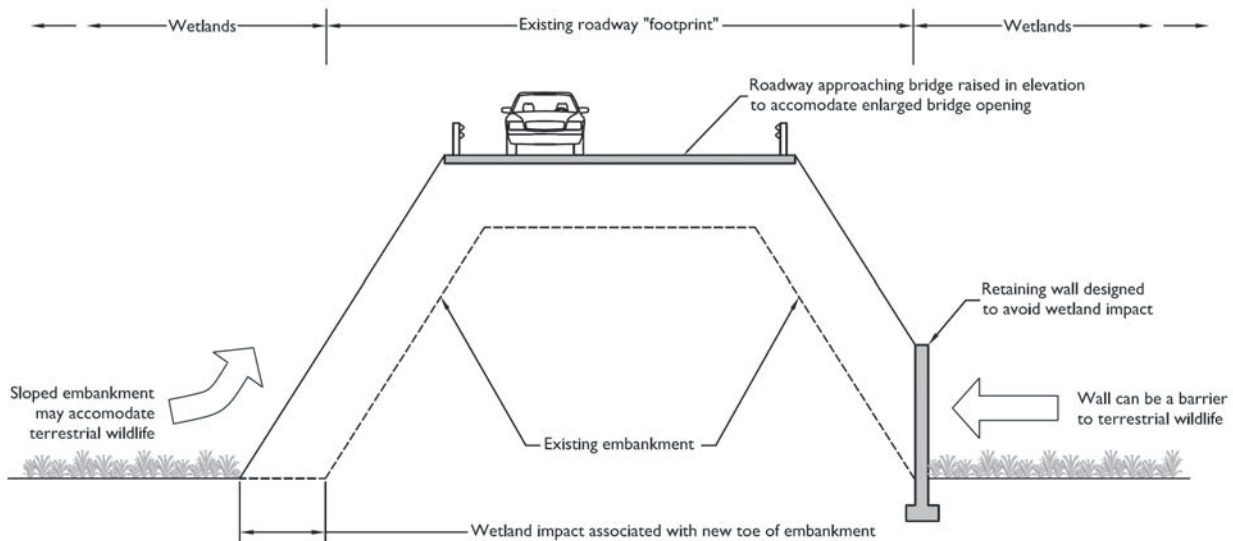 Wetlands
Existing roadway "footprint"
Wetlands
Roadway approaching bridge raised in elevation
to accomodate enlarged bridge opening
Retaining wall designed
to avoid wetland impact
Sloped embankment
may accomodate
terrestrial wildlife
Wall can be a barrier
to terrestrial wildlife
Existing embankment
Wetland impact associated with new toe of embankment